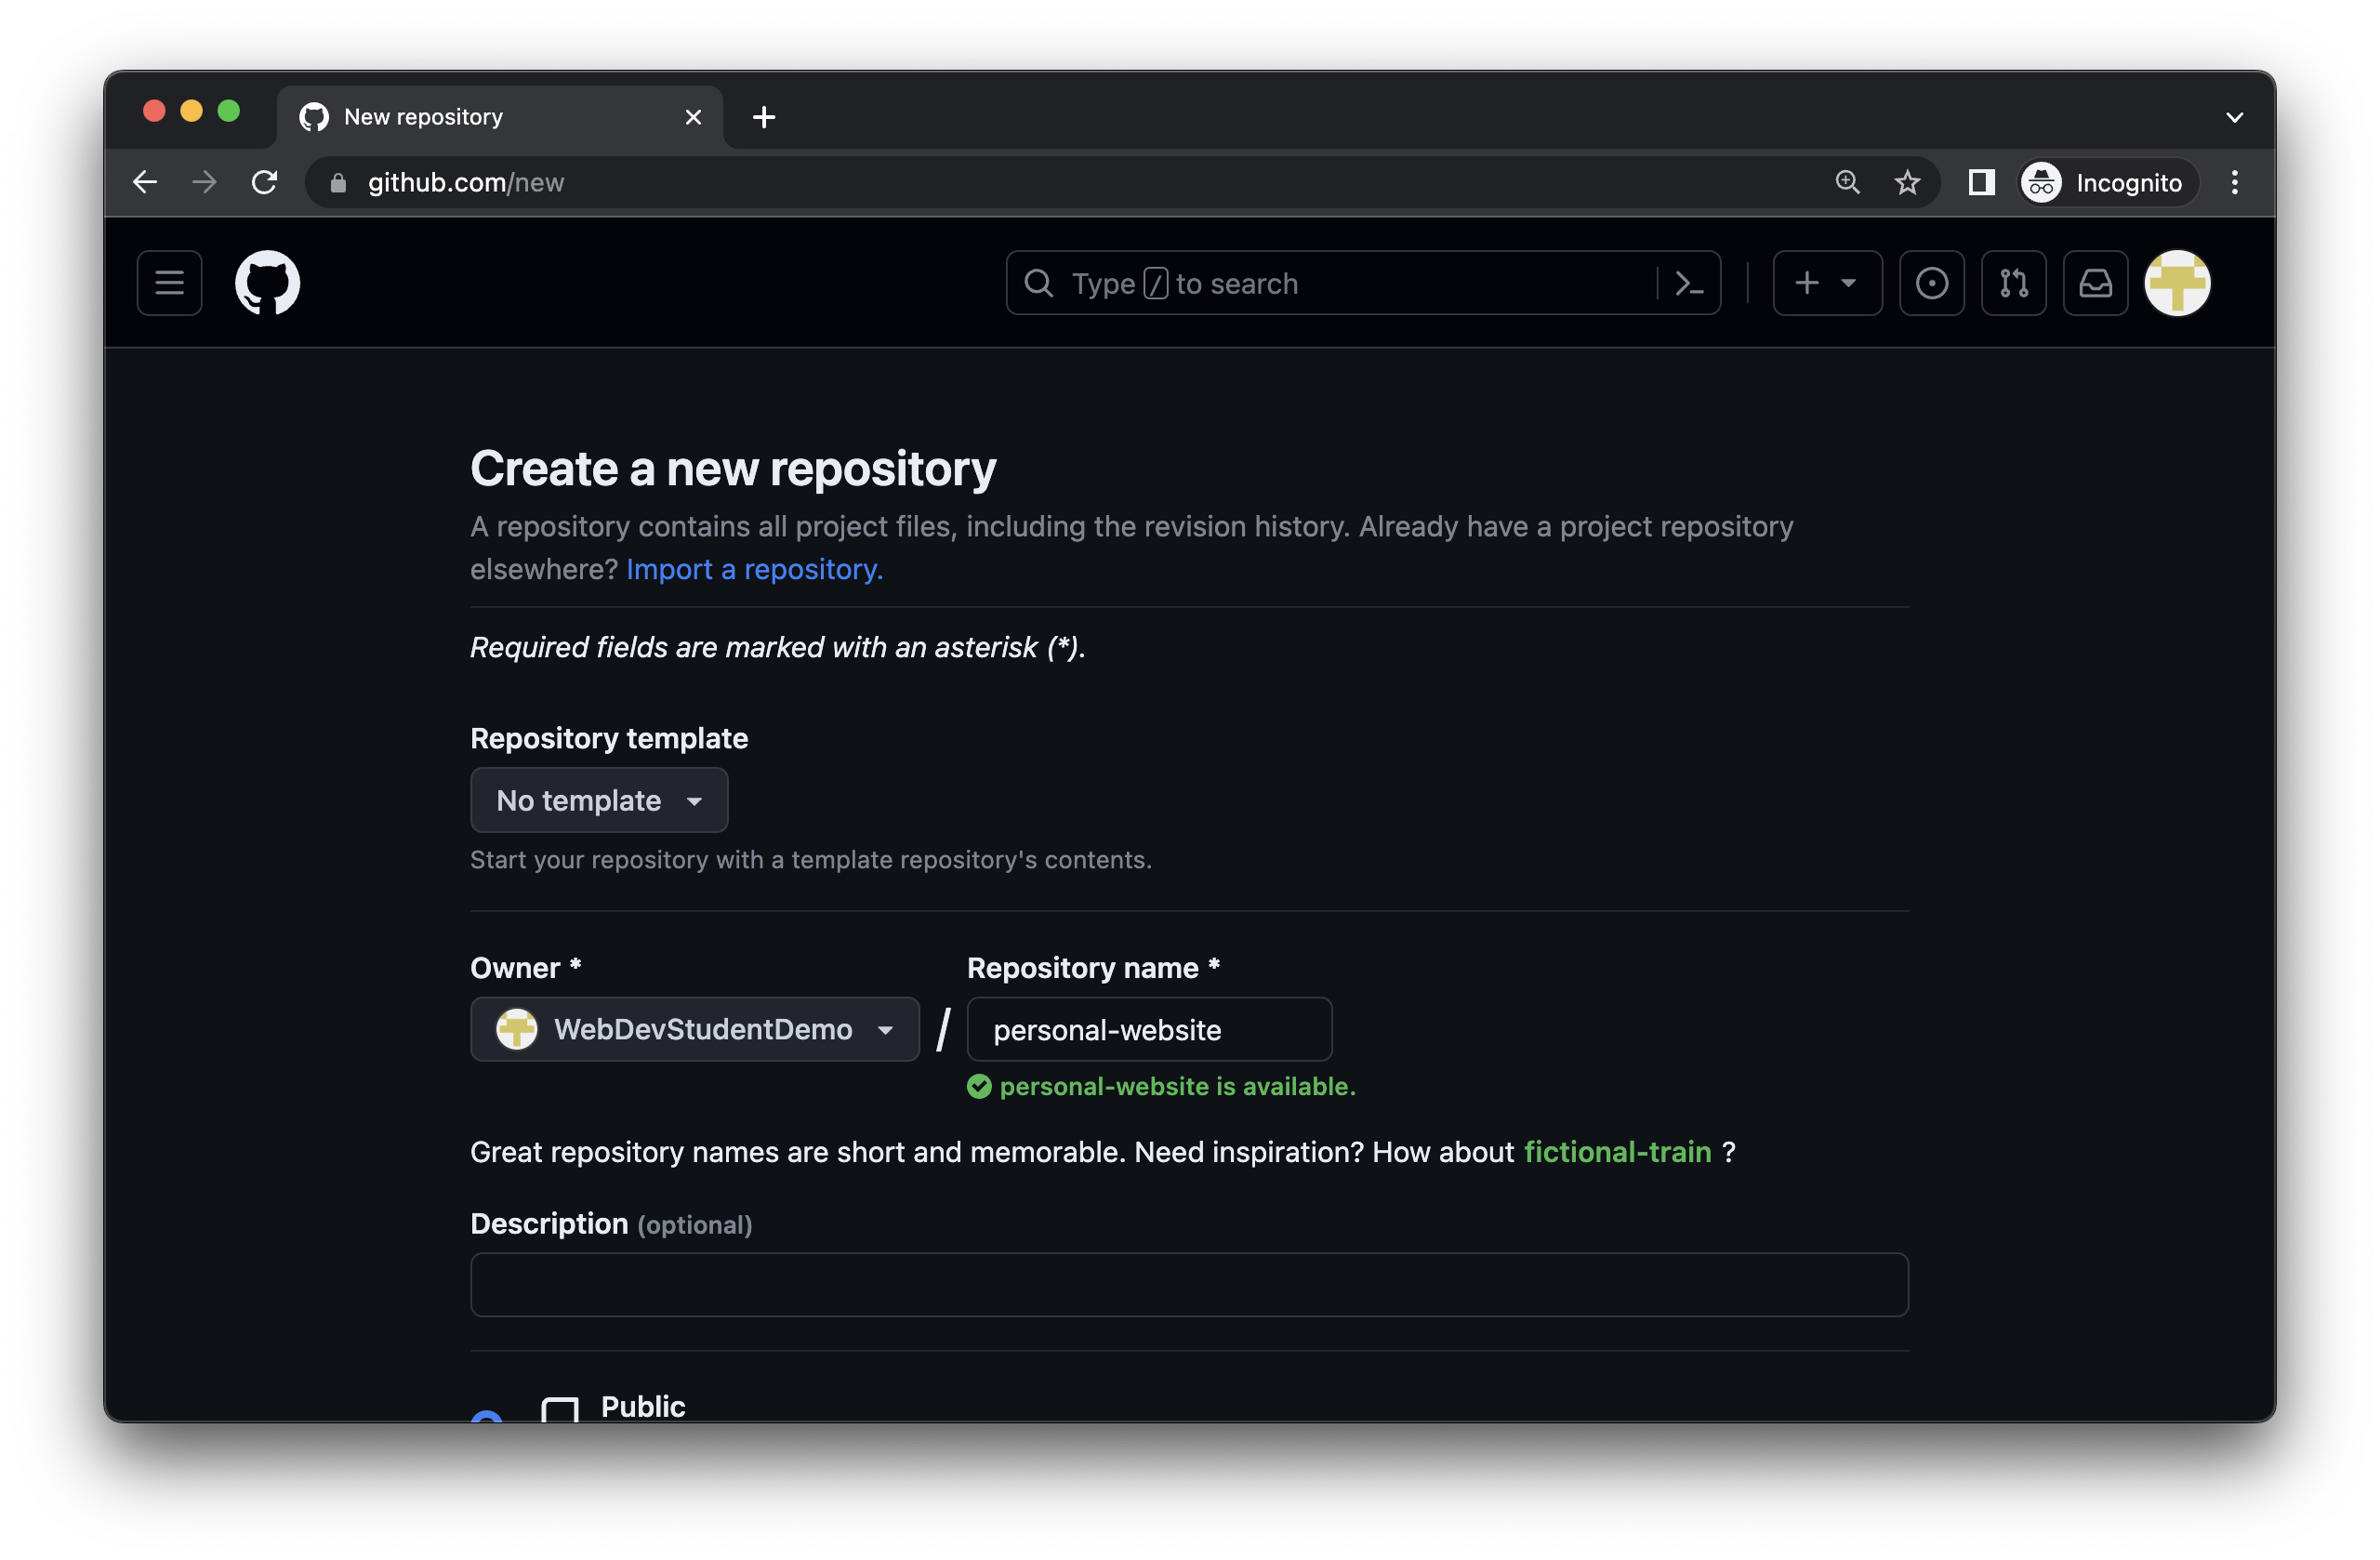 New repository
github.com/new
Incognito
Type / to search
Create a new repository
A repository contains all project files, including the revision history. Already have a project repository
elsewhere? Import a repository.
Required fields are marked with an asterisk (*).
Repository template
No template
Start your repository with a template repository's contents.
Owner * Repository name *
WebDevStudentDemo / personal-website
personal-website is available.
Great repository names are short and memorable. Need inspiration? How about fictional-train ?
Description (optional)
Public